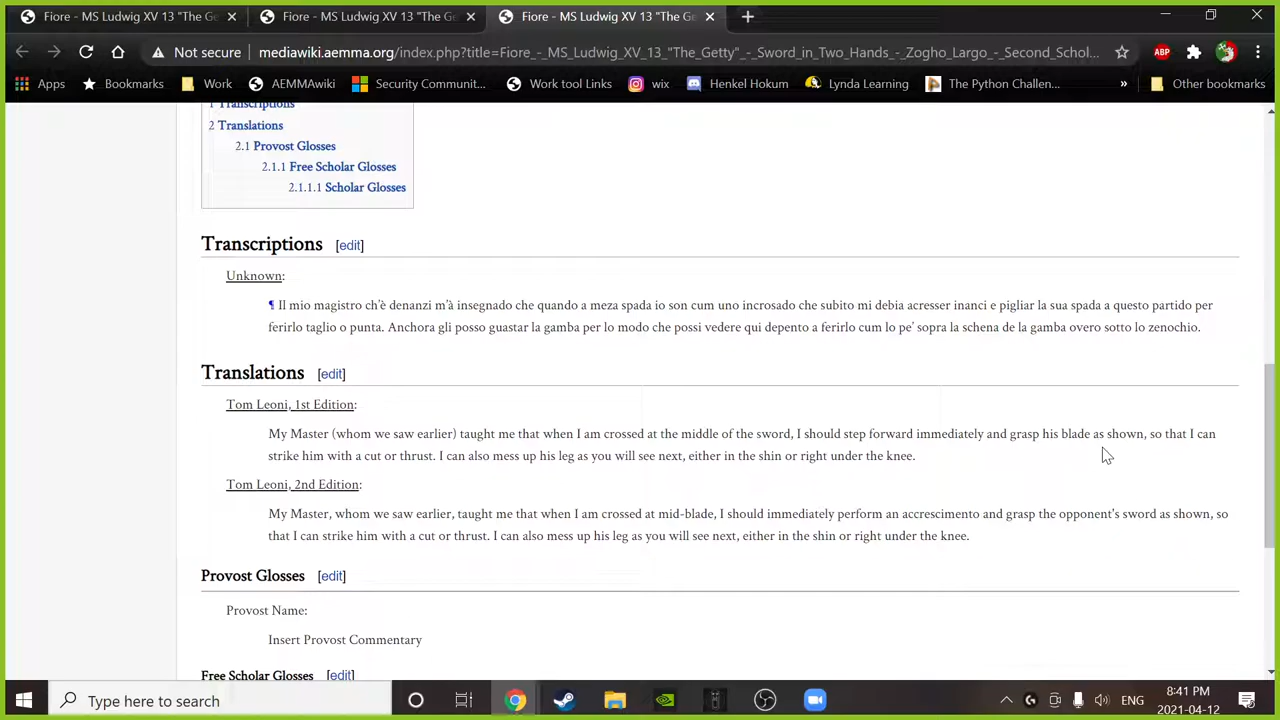 Fiore - MS Ludwig XV 13 "The Ge
Fiore - MS Ludwig XV 13 "The Ge
Fiore - MS Ludwig XV 13 "The Ge
Not secure
mediawiki.aemma.org/index.php?title=Fiore_-_MS_Ludwig_XV_13_"The_Getty"_-_Sword_in_Two_Hands_-_Zogho_Largo_-_Second_Schol...
ABP
Apps Bookmarks Work AEMMAwiki Security Communit... Work tool Links wix Henkel Hokum Lynda Learning The Python Challen... » Other bookmarks
1 Transcriptions
2 Translations
2.1 Provost Glosses
2.1.1 Free Scholar Glosses
2.1.1.1 Scholar Glosses
Transcriptions [edit]
Unknown:
¶ Il mio magistro ch'è denanzi m'à insegnado che quando a meza spada io son cum uno incrosado che subito mi debia acresser inanci e pigliar la sua spada a questo partido per
ferirlo taglio o punta. Anchora gli posso guastar la gamba per lo modo che possi vedere qui depento a ferirlo cum lo pe' sopra la schena de la gamba overo sotto lo zenochio.
Translations [edit]
Tom Leoni, 1st Edition:
My Master (whom we saw earlier) taught me that when I am crossed at the middle of the sword, I should step forward immediately and grasp his blade as shown, so that I can
strike him with a cut or thrust. I can also mess up his leg as you will see next, either in the shin or right under the knee.
Tom Leoni, 2nd Edition:
My Master, whom we saw earlier, taught me that when I am crossed at mid-blade, I should immediately perform an accrescimento and grasp the opponent's sword as shown, so
that I can strike him with a cut or thrust. I can also mess up his leg as you will see next, either in the shin or right under the knee.
Provost Glosses [edit]
Provost Name:
Insert Provost Commentary
Free Scholar Glosses [edit]
Type here to search
ENG
8:41 PM
2021-04-12